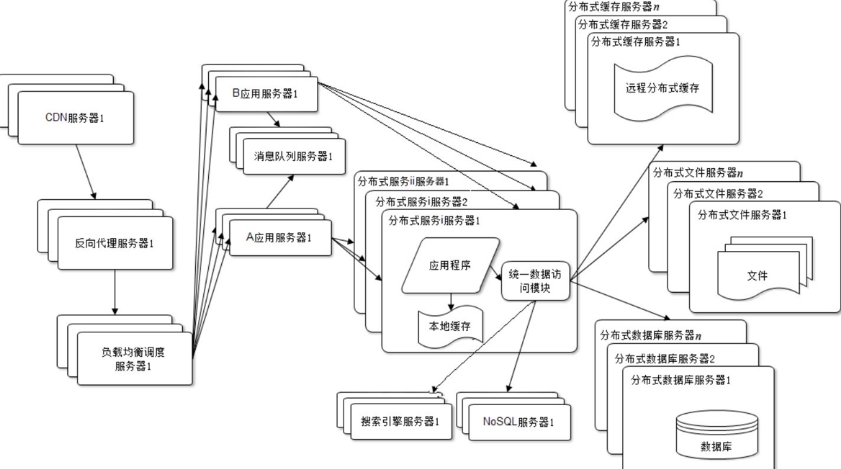 分布式缓存服务器n
分布式缓存服务器2
分布式缓存服务器1
远程分布式缓存
B应用服务器1
CDN服务器1
消息队列服务器1
分布式服务ii服务器1
分布式服务i服务器2
分布式服务i服务器1
分布式文件服务器n
分布式文件服务器2
分布式文件服务器1
文件
反向代理服务器1
A应用服务器1
应用程序
统一数据访
问模块
本地缓存
负载均衡调度
服务器1
分布式数据库服务器n
分布式数据库服务器2
分布式数据库服务器1
数据库
搜索引擎服务器1
NoSQL服务器1